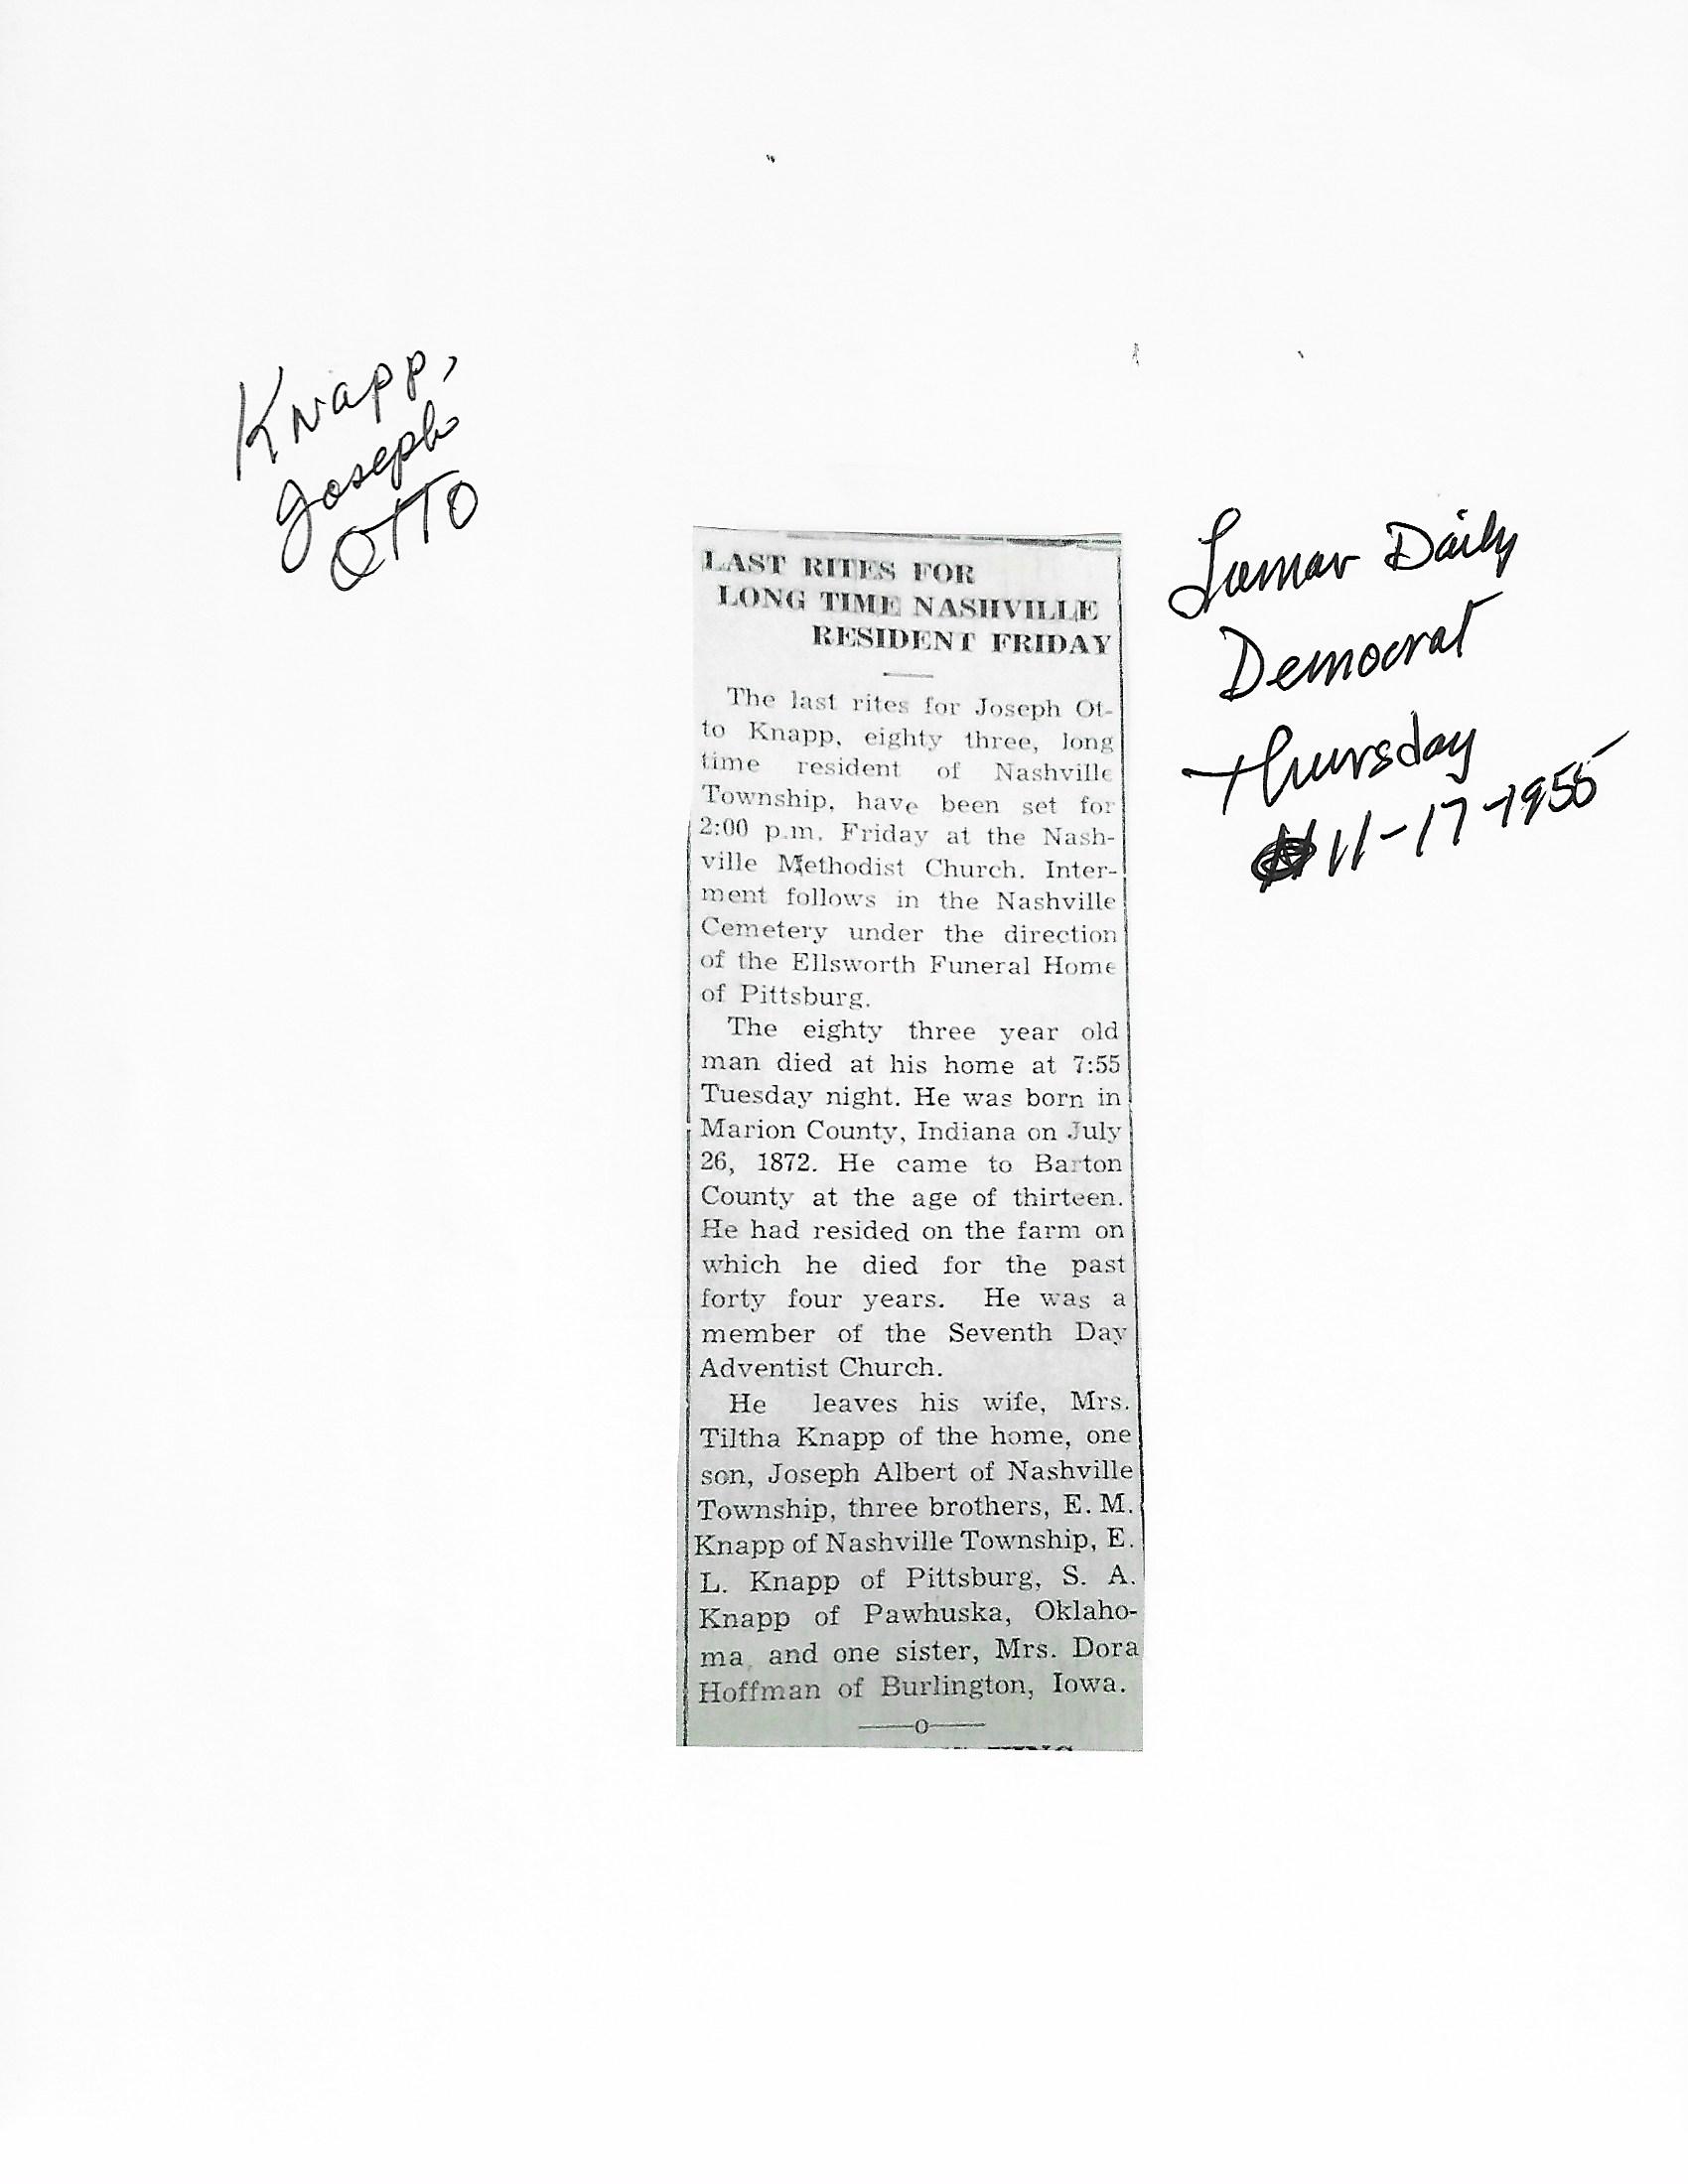 Knapp,
Joseph
OTTO
Lamar Daily
Democrat
Thursday
11-17-1955
LAST RITES FOR
LONG TIME NASHVILLE
RESIDENT FRIDAY
The last rites for Joseph Ot-
to Knapp, eighty three, long
time resident of Nashville
Township, have been set for
2:00 p.m. Friday at the Nash-
ville Methodist Church. Inter-
ment follows in the Nashville
Cemetery under the direction
of the Ellsworth Funeral Home
of Pittsburg.
The eighty three year old
man died at his home at 7:55
Tuesday night. He was born in
Marion County, Indiana on July
26, 1872. He came to Barton
County at the age of thirteen.
He had resided on the farm on
which he died for the past
forty four years. He was a
member of the Seventh Day
Adventist Church.
He leaves his wife, Mrs.
Tiltha Knapp of the home, one
son, Joseph Albert of Nashville
Township, three brothers, E. M.
Knapp of Nashville Township, E.
L. Knapp of Pittsburg, S. A.
Knapp of Pawhuska, Oklaho-
ma, and one sister, Mrs. Dora
Hoffman of Burlington, Iowa.
—o—